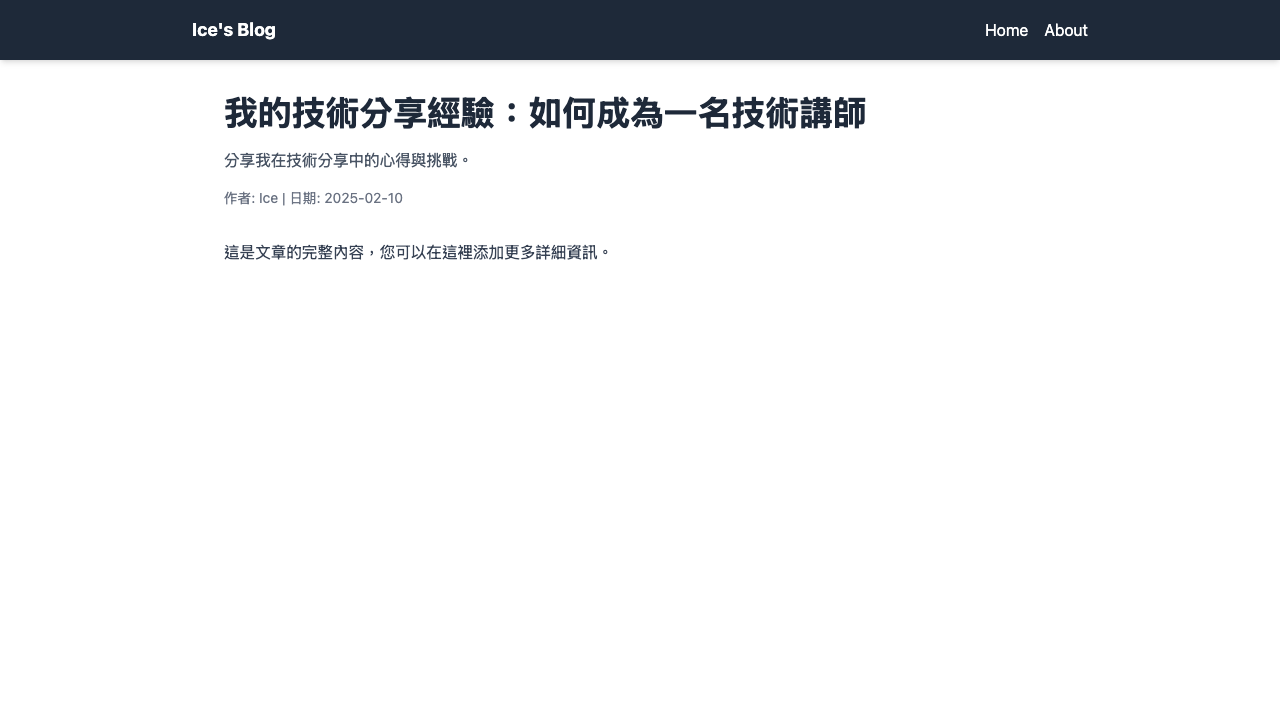 Ice's Blog
Home
About
我的技術分享經驗：如何成為一名技術講師
分享我在技術分享中的心得與挑戰。
作者: Ice | 日期: 2025-02-10
這是文章的完整內容，您可以在這裡添加更多詳細資訊。